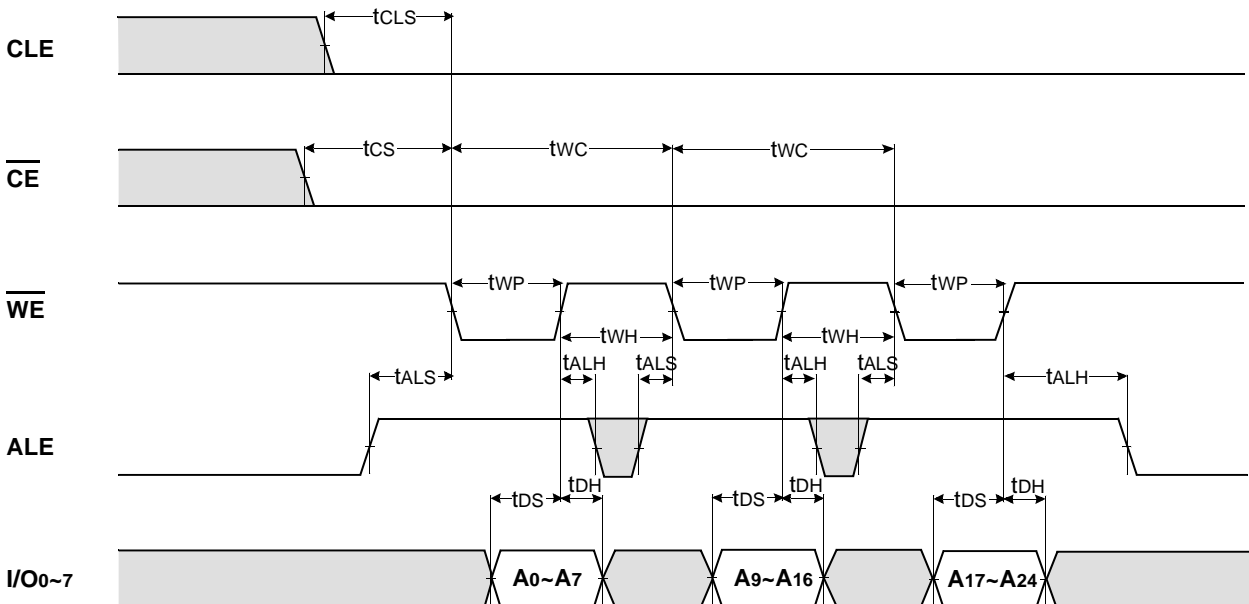 tCLS
CLE
tCS tWC tWC
CE
tWP tWP tWP
WE
tWH tWH
tALH tALS tALH tALS
tALS tALH
ALE
tDS tDH tDS tDH tDS tDH
I/O0~7 A0~A7 A9~A16 A17~A24